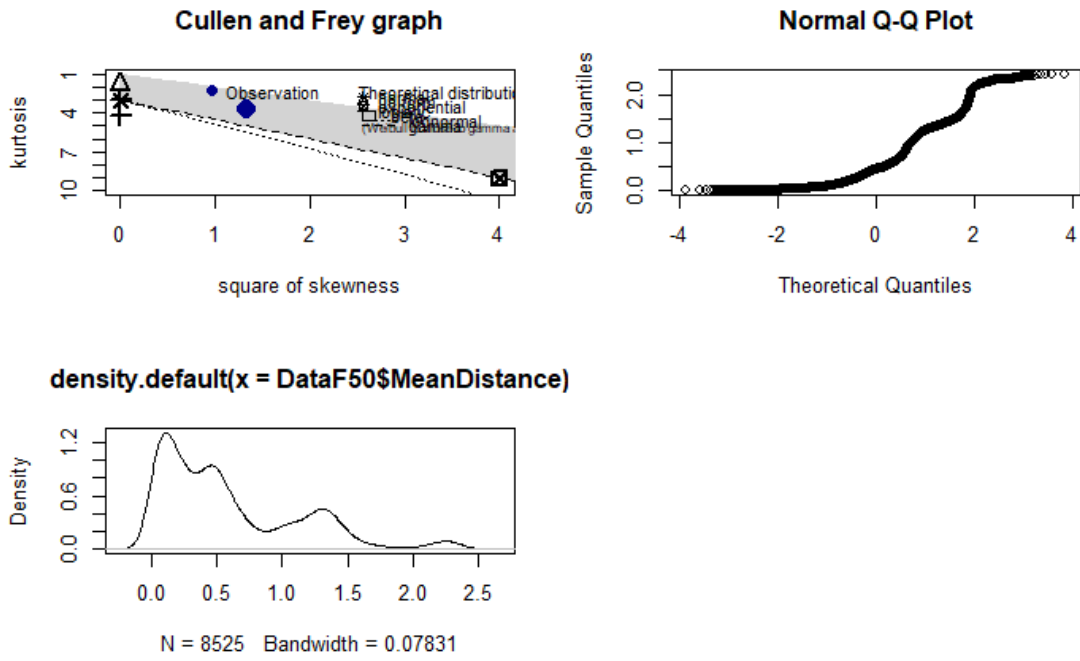 Cullen and Frey graph
kurtosis
1
4
7
10
Observation
Theoretical distributi
0
1
2
3
4
square of skewness
Normal Q-Q Plot
Sample Quantiles
0.0
1.0
2.0
-4
-2
0
2
4
Theoretical Quantiles
density.default(x = DataF50$MeanDistance)
Density
0.0
0.6
1.2
0.0
0.5
1.0
1.5
2.0
2.5
N = 8525 Bandwidth = 0.07831